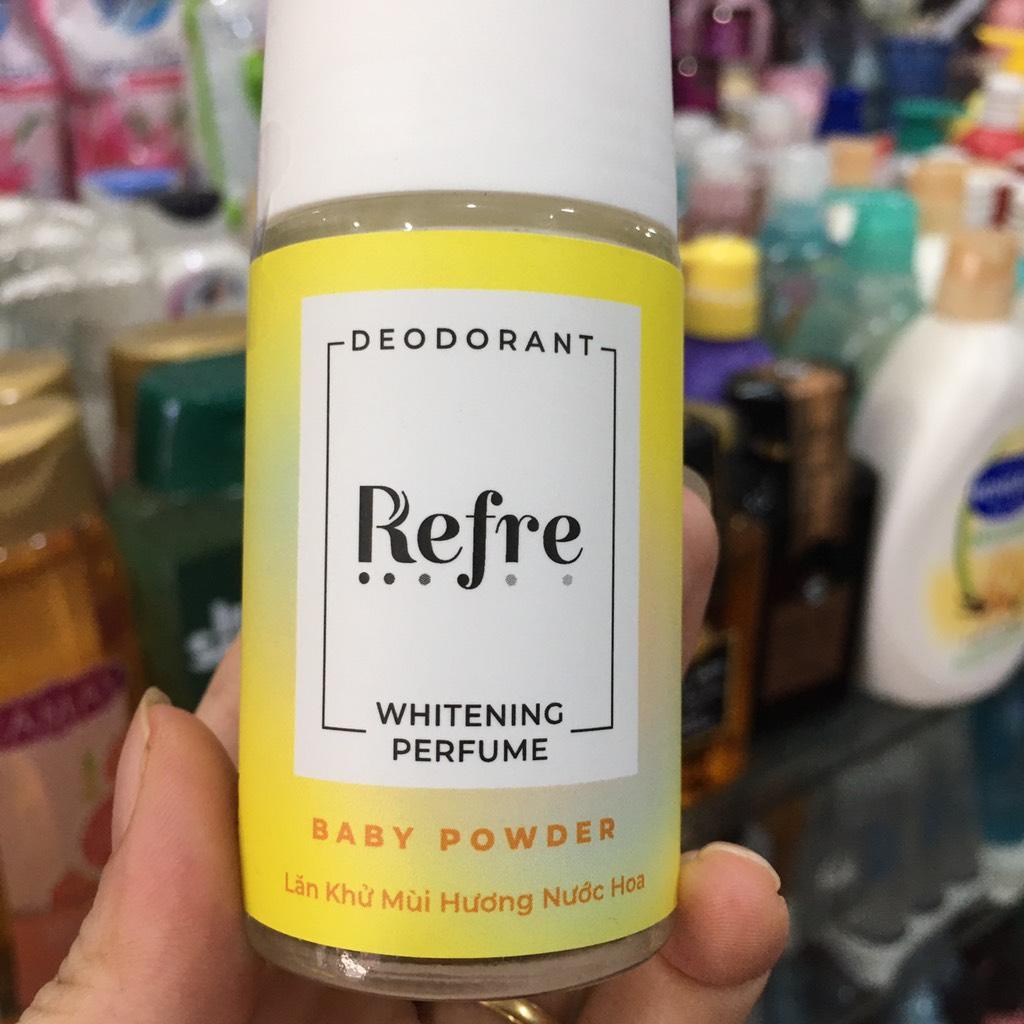 DEODORANT
Refre
WHITENING
PERFUME
BABY POWDER
Lăn Khử Mùi Hương Nước Hoa